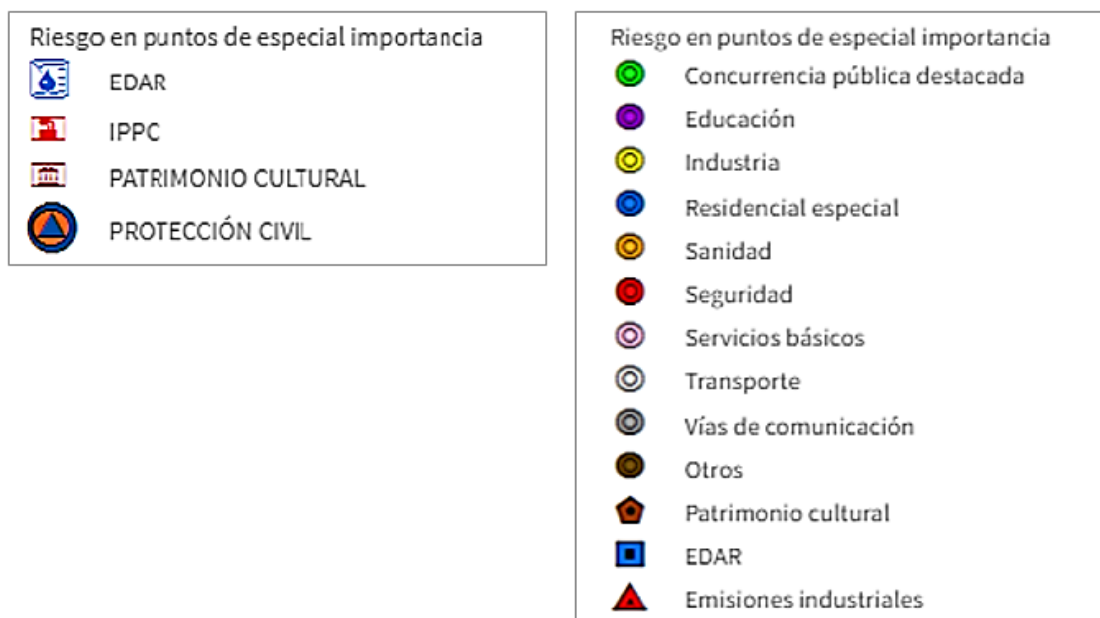 Riesgo en puntos de especial importancia
EDAR
IPPC
PATRIMONIO CULTURAL
PROTECCIÓN CIVIL
Riesgo en puntos de especial importancia
Concurrencia pública destacada
Educación
Industria
Residencial especial
Sanidad
Seguridad
Servicios básicos
Transporte
Vías de comunicación
Otros
Patrimonio cultural
EDAR
Emisiones industriales